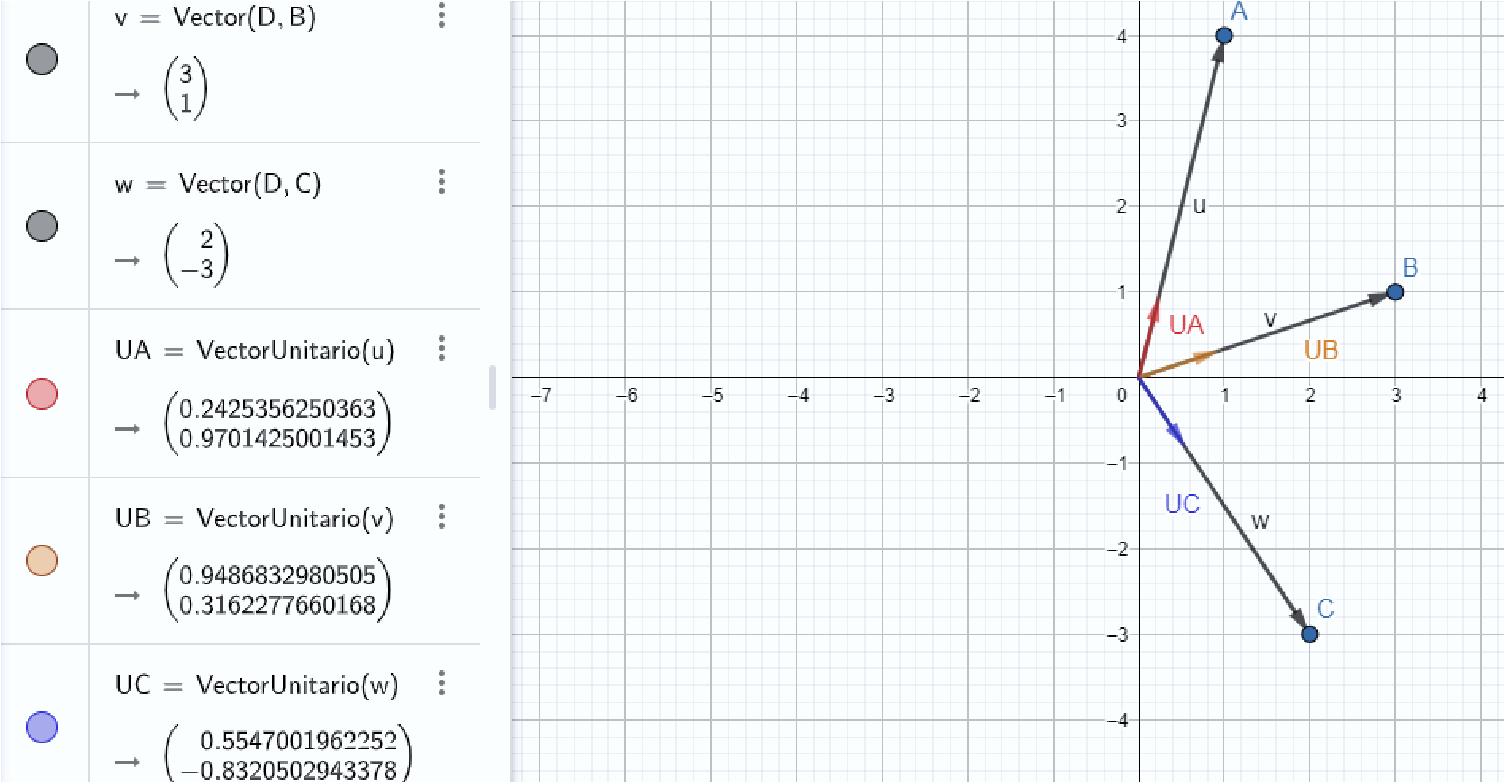 v = Vector(D, B)
→ (3
1)
w = Vector(D, C)
→ (2
−3)
UA = VectorUnitario(u)
→ (0.2425356250363
0.9701425001453)
UB = VectorUnitario(v)
→ (0.9486832980505
0.3162277660168)
UC = VectorUnitario(w)
→ (0.5547001962252
−0.8320502943378)
A
4
3
2
u
B
1
UA
v
UB
−7 −6 −5 −4 −3 −2 −1 0 1 2 3 4
−1
UC
w
−2
C
−3
−4